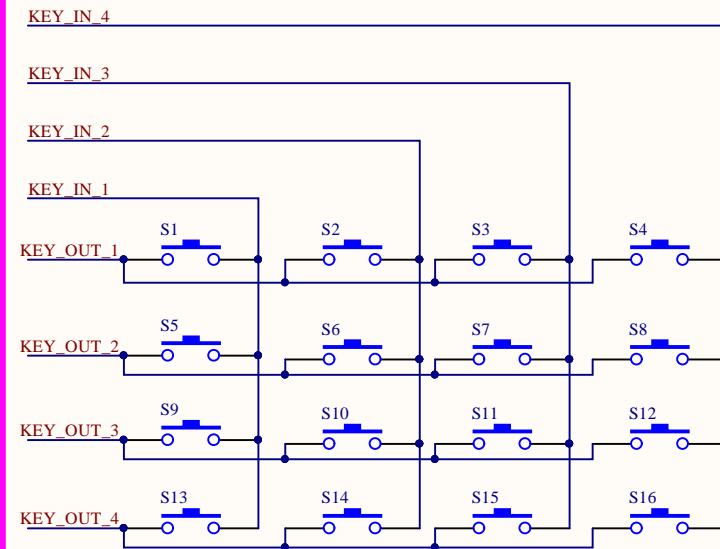 KEY_IN_4
KEY_IN_3
KEY_IN_2
KEY_IN_1
S1 S2 S3 S4
KEY_OUT_1
S5 S6 S7 S8
KEY_OUT_2
S9 S10 S11 S12
KEY_OUT_3
S13 S14 S15 S16
KEY_OUT_4